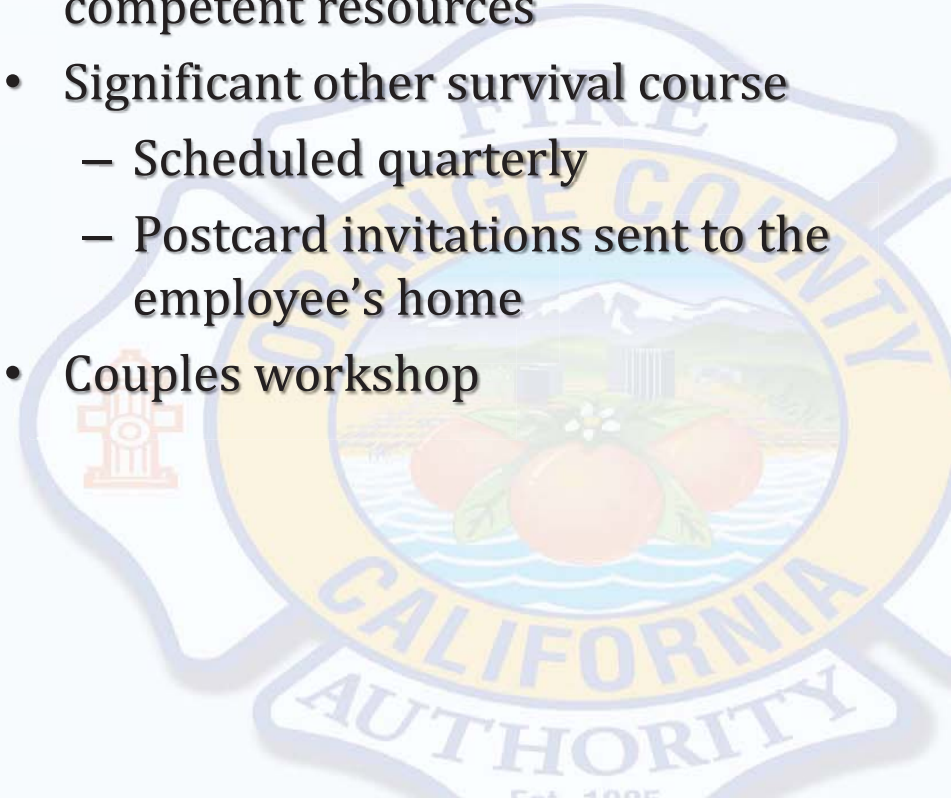 competent resources
• Significant other survival course
– Scheduled quarterly
– Postcard invitations sent to the
employee’s home
• Couples workshop
FIRE
ORANGE COUNTY
CALIFORNIA
AUTHORITY
Est.